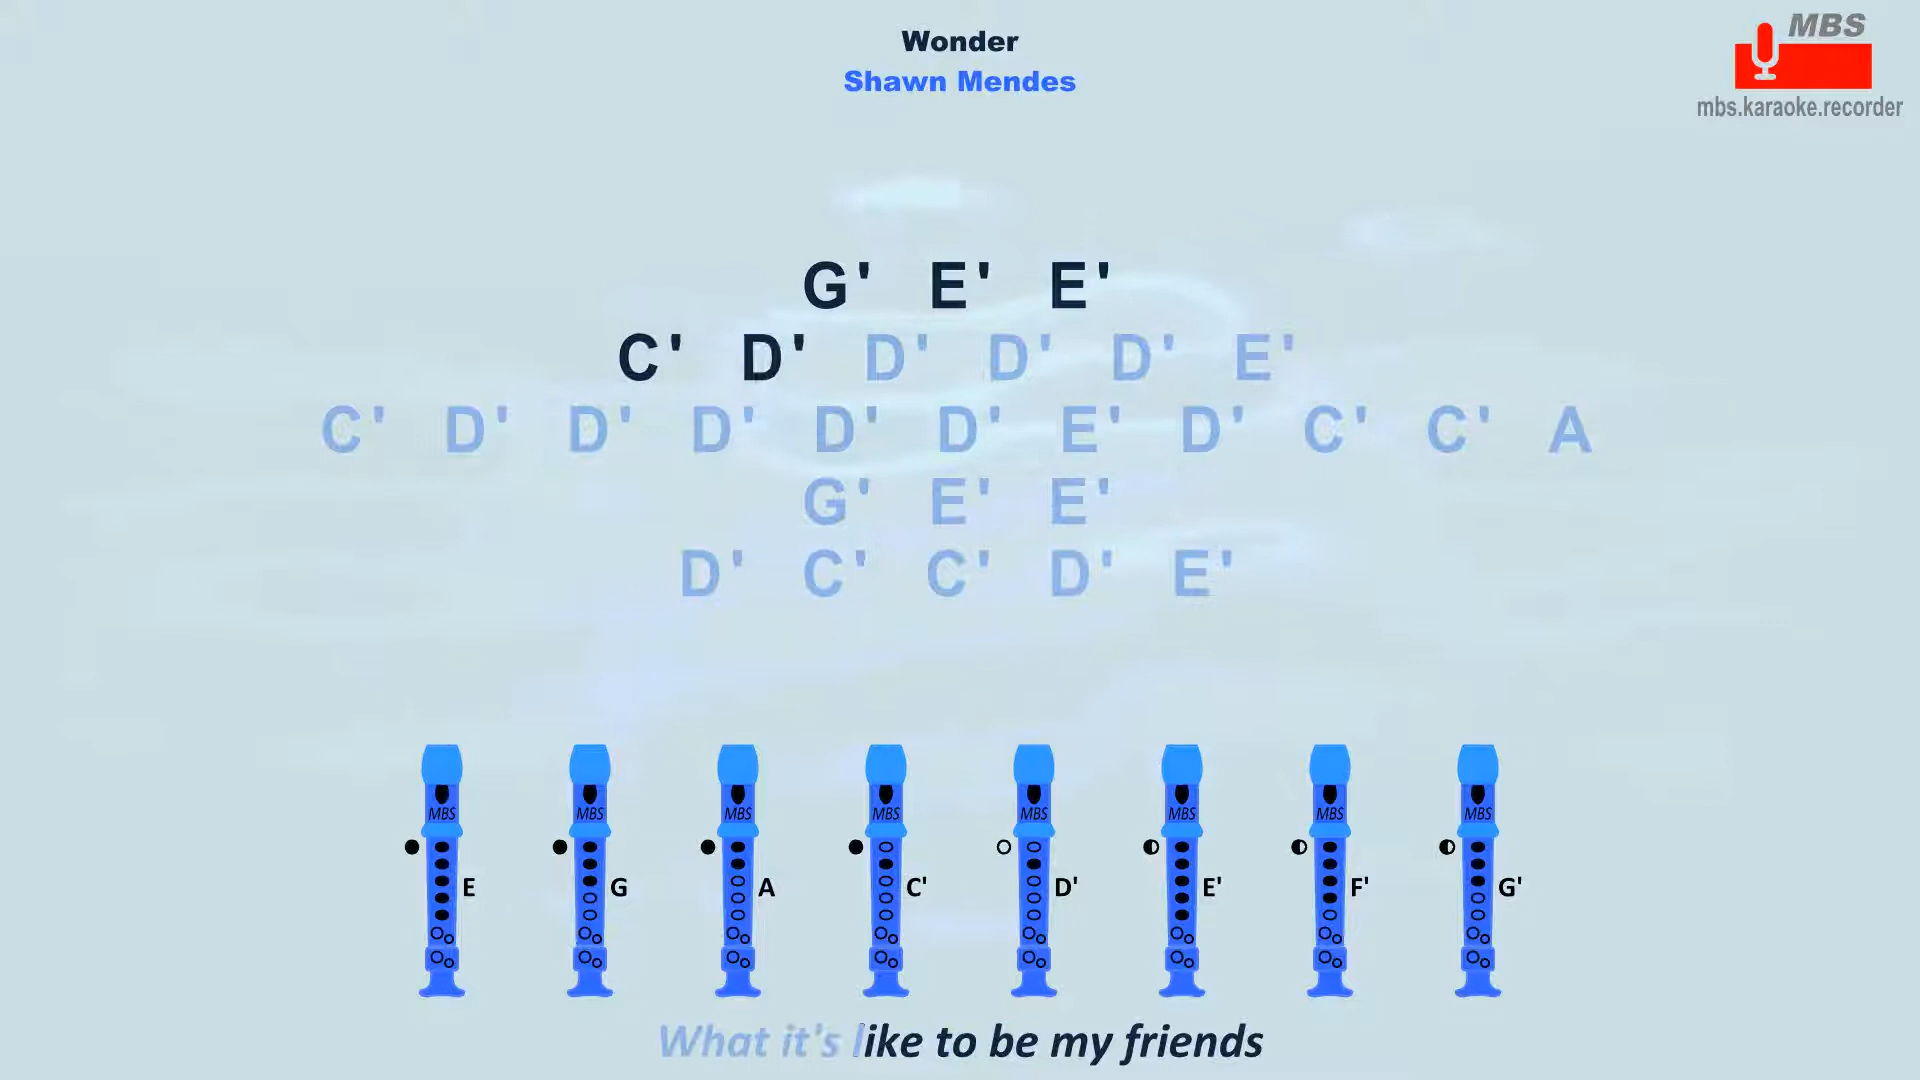 Wonder
Shawn Mendes
MBS
mbs.karaoke.recorder
G' E' E'
C' D' D' D' D' E'
C' D' D' D' D' D' E' D' C' C' A
G' E' E'
D' C' C' D' E'
MBS MBS MBS MBS MBS MBS MBS MBS
E G A C' D' E' F' G'
What it's like to be my friends